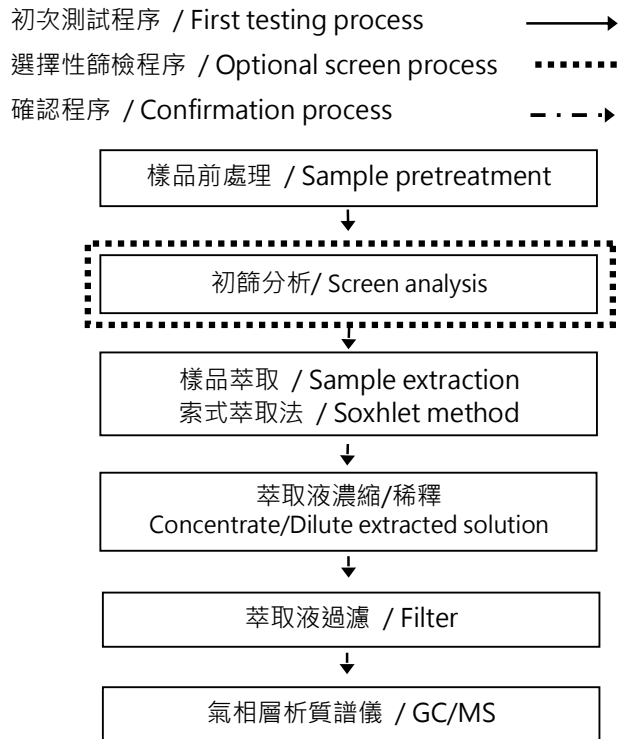 初次測試程序 / First testing process
選擇性篩檢程序 / Optional screen process
確認程序 / Confirmation process
樣品前處理 / Sample pretreatment
初篩分析/ Screen analysis
樣品萃取 / Sample extraction
索式萃取法 / Soxhlet method
萃取液濃縮/稀釋
Concentrate/Dilute extracted solution
萃取液過濾 / Filter
氣相層析質譜儀 / GC/MS